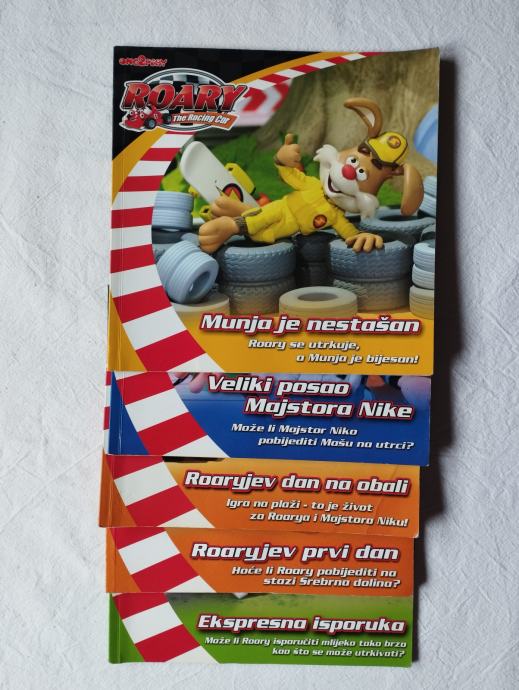 one2play
ROARY
The Racing Car
Munja je nestašan
Roary se utrkuje,
a Munja je bijesan!
Veliki posao
Majstora Nike
Može li Majstor Niko
pobijediti Mašu na utrci?
Roaryjev dan na obali
Igra na plaži - to je život
za Roarya i Majstora Niku!
Roaryjev prvi dan
Hoće li Roary pobijediti na
stazi Srebrna dolina?
Ekspresna isporuka
Može li Roary isporučiti mlijeko tako brzo
kao što se može utrkivati?